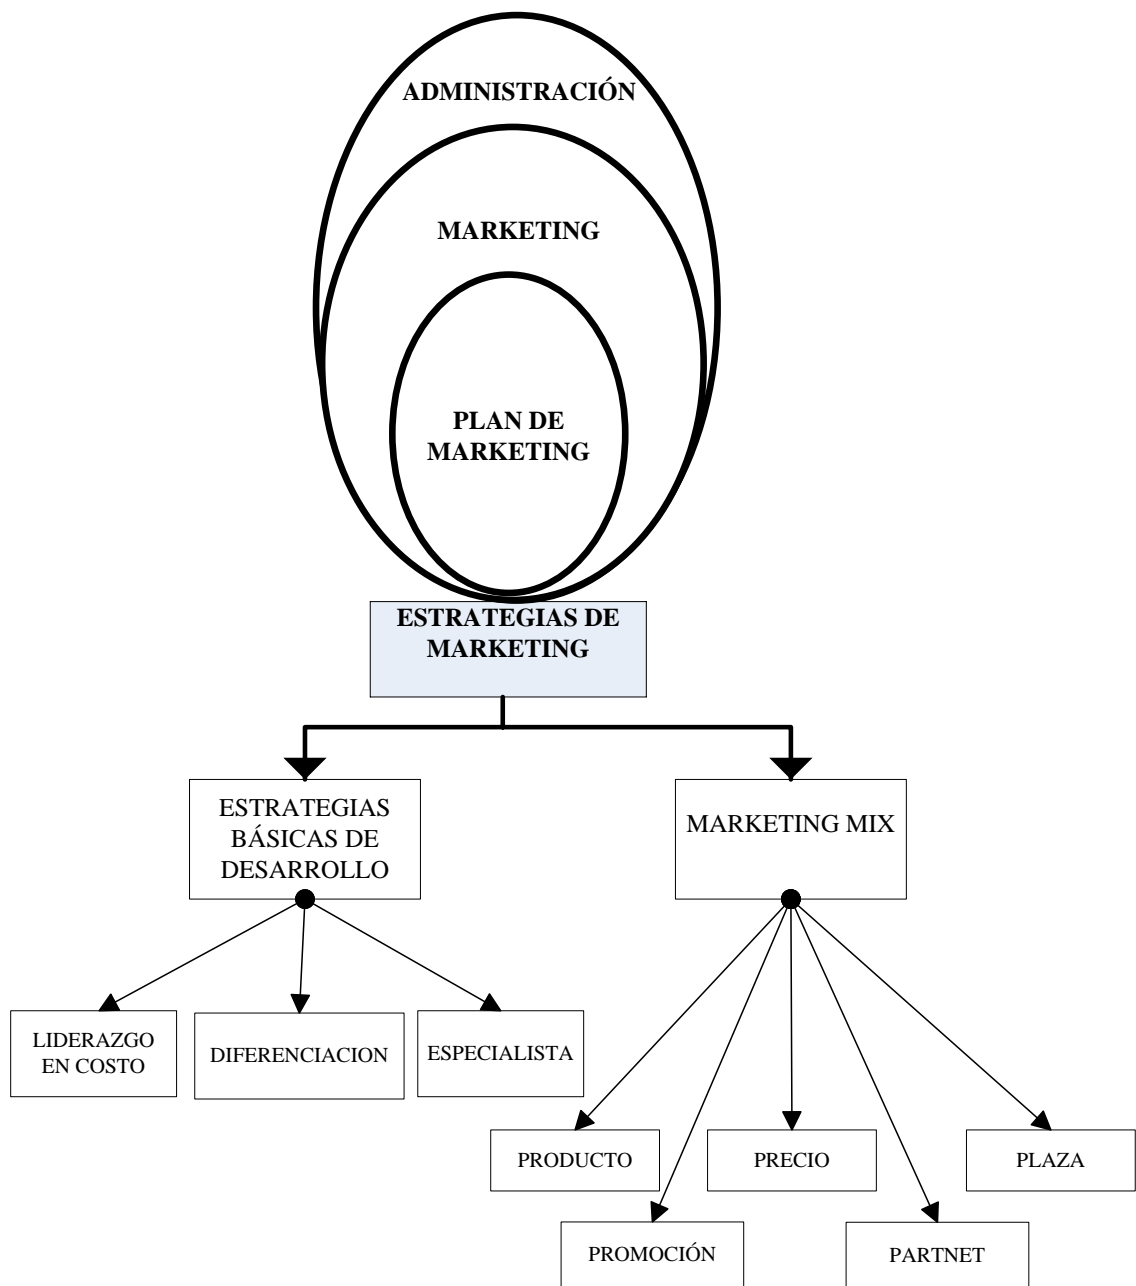 ADMINISTRACIÓN
MARKETING
PLAN DE
MARKETING
ESTRATEGIAS DE
MARKETING
ESTRATEGIAS
BÁSICAS DE
DESARROLLO
MARKETING MIX
LIDERAZGO
EN COSTO
DIFERENCIACION
ESPECIALISTA
PRODUCTO
PRECIO
PLAZA
PROMOCIÓN
PARTNET